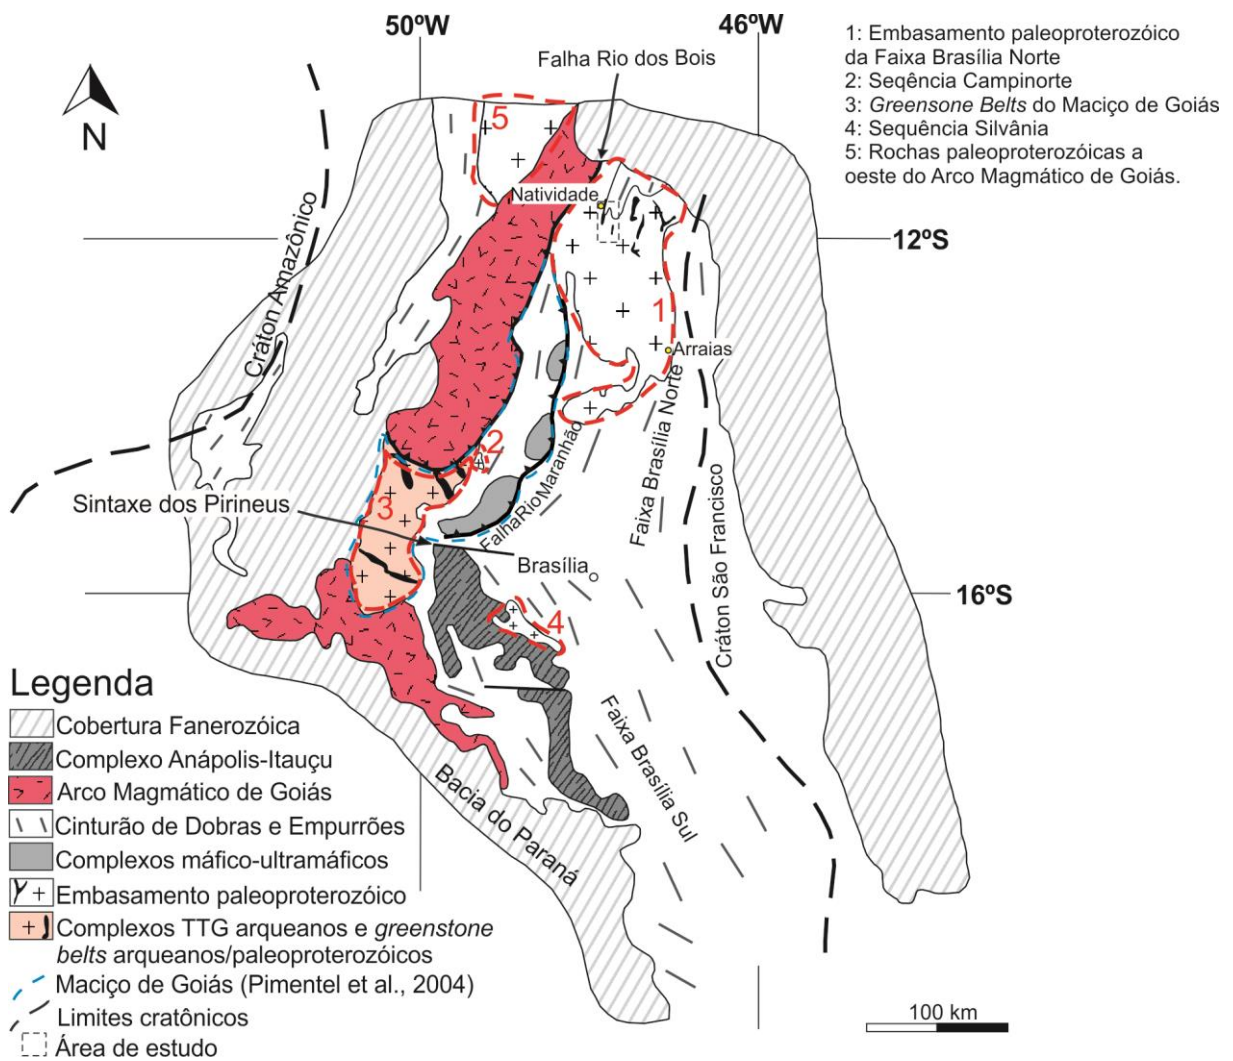 50ºW
46ºW
1: Embasamento paleoproterozóico
da Faixa Brasília Norte
2: Seqência Campinorte
3: Greensone Belts do Maciço de Goiás
4: Sequência Silvânia
5: Rochas paleoproterozóicas a
oeste do Arco Magmático de Goiás.
Falha Rio dos Bois
N
5
Natividade
12ºS
Cráton Amazônico
1
Arraias
Faixa Brasília Norte
2
Falha Rio Maranhão
3
Sintaxe dos Pirineus
Brasília
16ºS
Cráton São Francisco
4
Faixa Brasília Sul
Bacia do Paraná
Legenda
Cobertura Fanerozóica
Complexo Anápolis-Itauçu
Arco Magmático de Goiás
Cinturão de Dobras e Empurrões
Complexos máfico-ultramáficos
Embasamento paleoproterozóico
Complexos TTG arqueanos e greenstone
belts arqueanos/paleoproterozóicos
Maciço de Goiás (Pimentel et al., 2004)
Limites cratônicos
Área de estudo
100 km